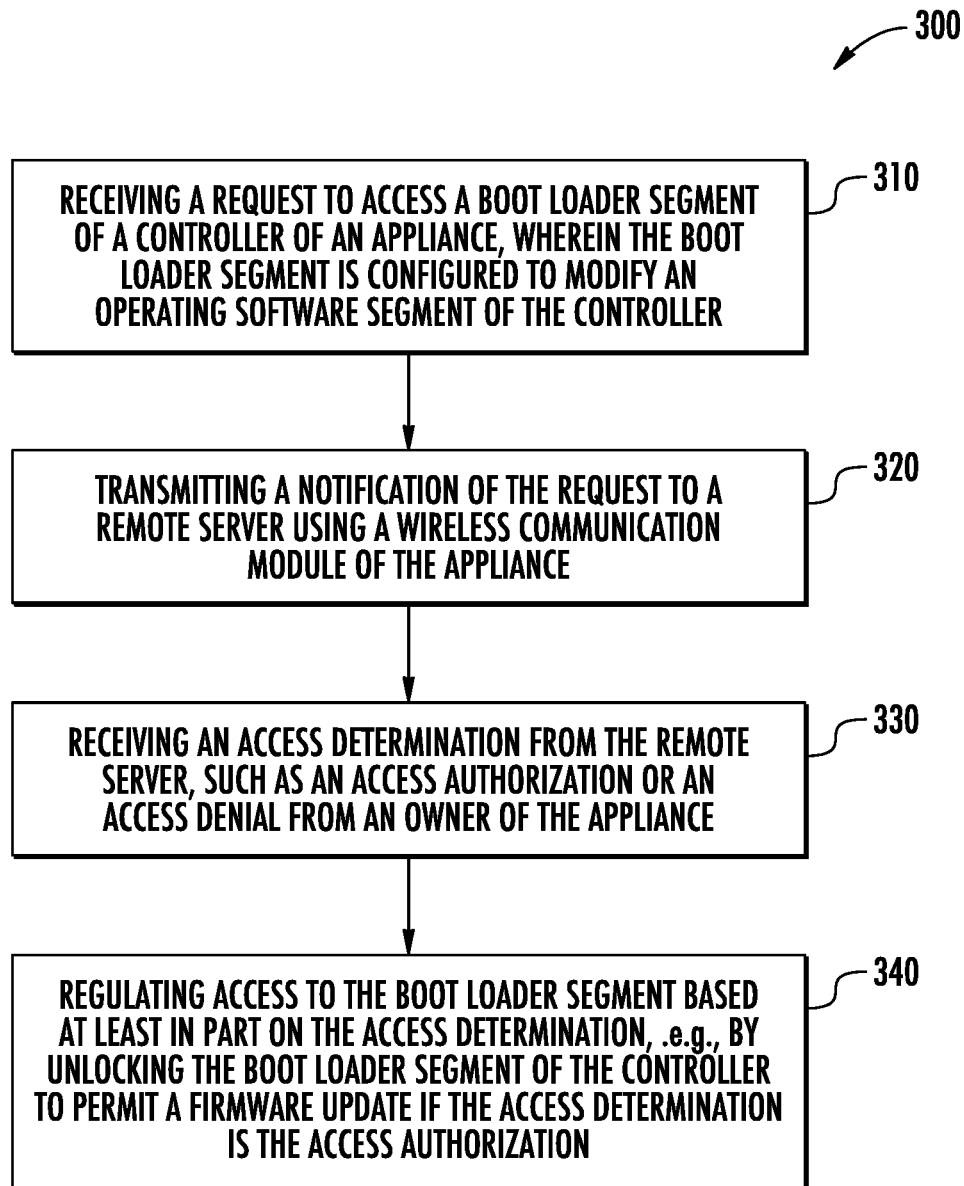 300
RECEIVING A REQUEST TO ACCESS A BOOT LOADER SEGMENT
OF A CONTROLLER OF AN APPLIANCE, WHEREIN THE BOOT
LOADER SEGMENT IS CONFIGURED TO MODIFY AN
OPERATING SOFTWARE SEGMENT OF THE CONTROLLER
310
TRANSMITTING A NOTIFICATION OF THE REQUEST TO A
REMOTE SERVER USING A WIRELESS COMMUNICATION
MODULE OF THE APPLIANCE
320
RECEIVING AN ACCESS DETERMINATION FROM THE REMOTE
SERVER, SUCH AS AN ACCESS AUTHORIZATION OR AN
ACCESS DENIAL FROM AN OWNER OF THE APPLIANCE
330
REGULATING ACCESS TO THE BOOT LOADER SEGMENT BASED
AT LEAST IN PART ON THE ACCESS DETERMINATION, .e.g., BY
UNLOCKING THE BOOT LOADER SEGMENT OF THE CONTROLLER
TO PERMIT A FIRMWARE UPDATE IF THE ACCESS DETERMINATION
IS THE ACCESS AUTHORIZATION
340